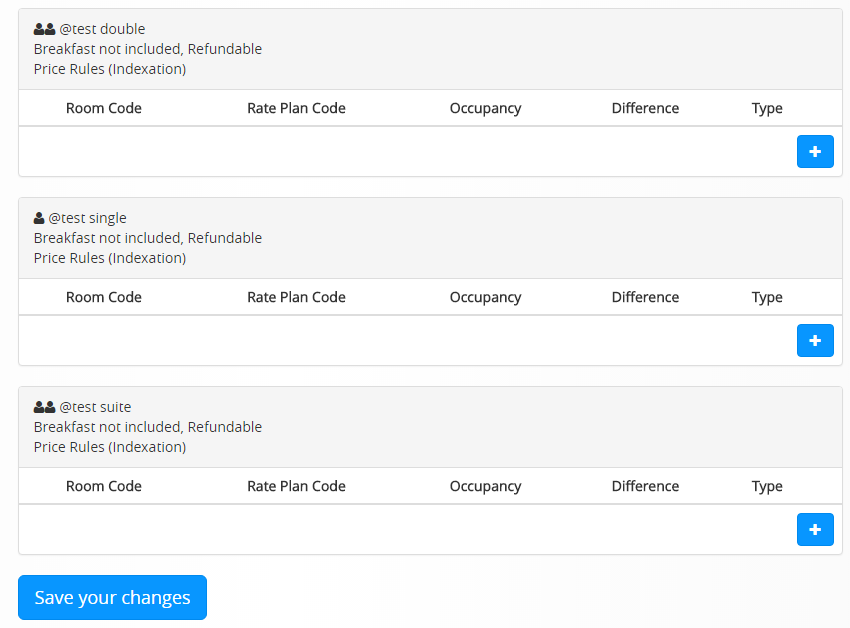 @test double
Breakfast not included, Refundable
Price Rules (Indexation)
Room Code Rate Plan Code Occupancy Difference Type
+
@test single
Breakfast not included, Refundable
Price Rules (Indexation)
Room Code Rate Plan Code Occupancy Difference Type
+
@test suite
Breakfast not included, Refundable
Price Rules (Indexation)
Room Code Rate Plan Code Occupancy Difference Type
+
Save your changes